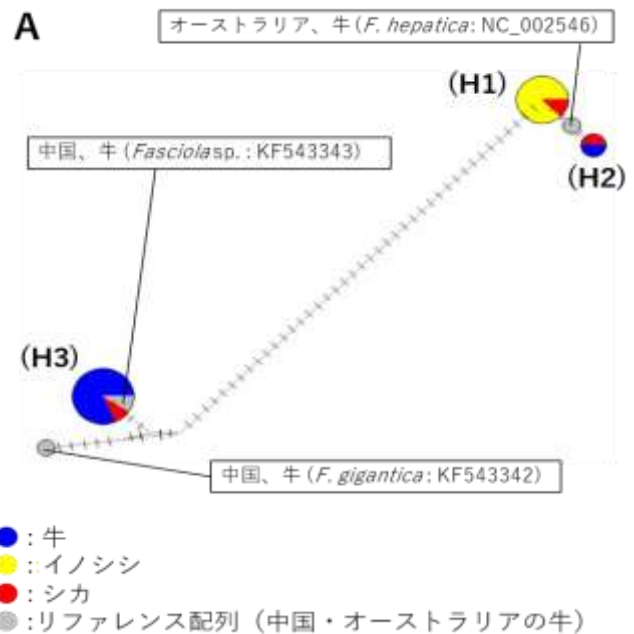 A
オーストラリア、牛 (F. hepatica: NC_002546)
(H1)
中国、牛 (Fasciola sp. : KF543343)
(H2)
(H3)
中国、牛 (F. gigantica: KF543342)
: 牛
: イノシシ
: シカ
:リファレンス配列（中国・オーストラリアの牛）